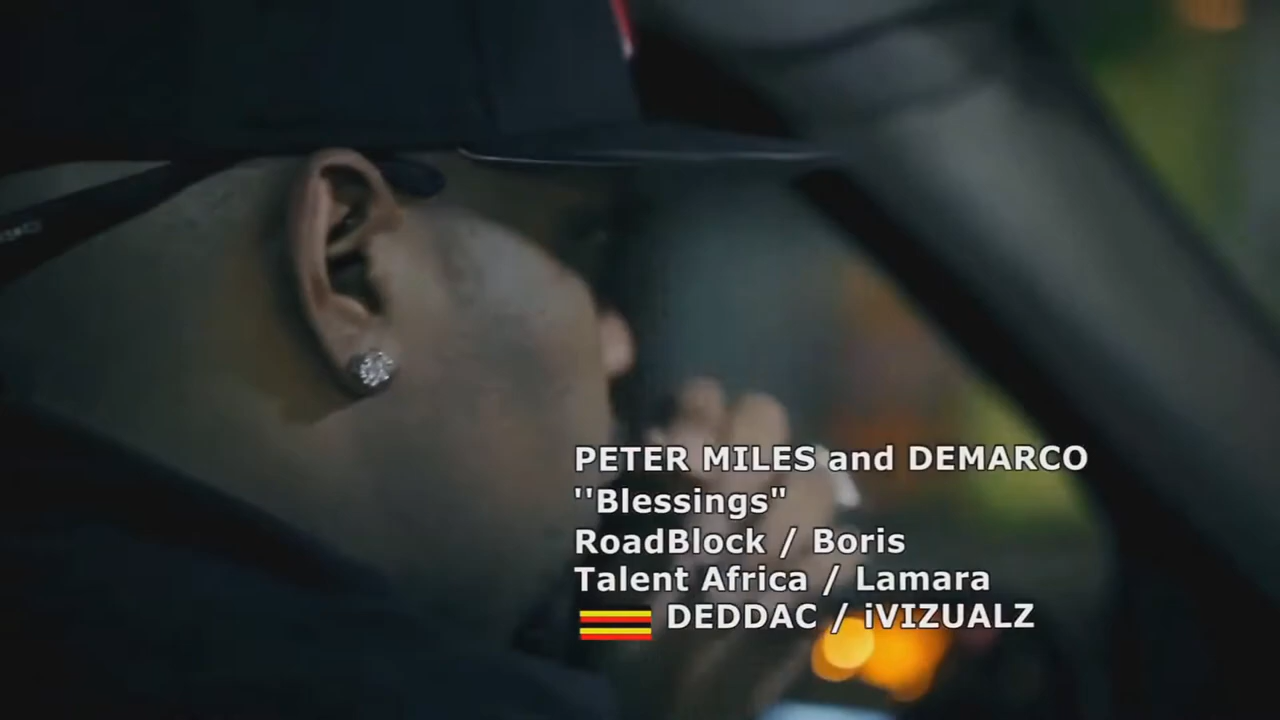 PETER MILES and DEMARCO
''Blessings"
RoadBlock / Boris
Talent Africa / Lamara
DEDDAC / iVIZUALZ